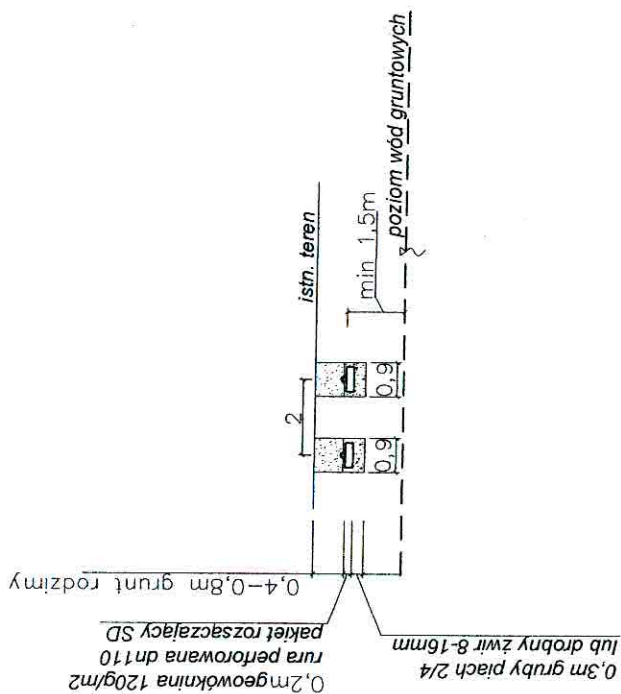 0,4-0,8m grunt rodzimy
0,2m geowóknina 120g/m2
rura perforowana dn110
pakiet rozsaczający SD
0,3m gruby piach 2/4
lub drobny żwir 8-16mm
istn. teren
2
0,9
0,9
min 1,5m
poziom wód gruntowych